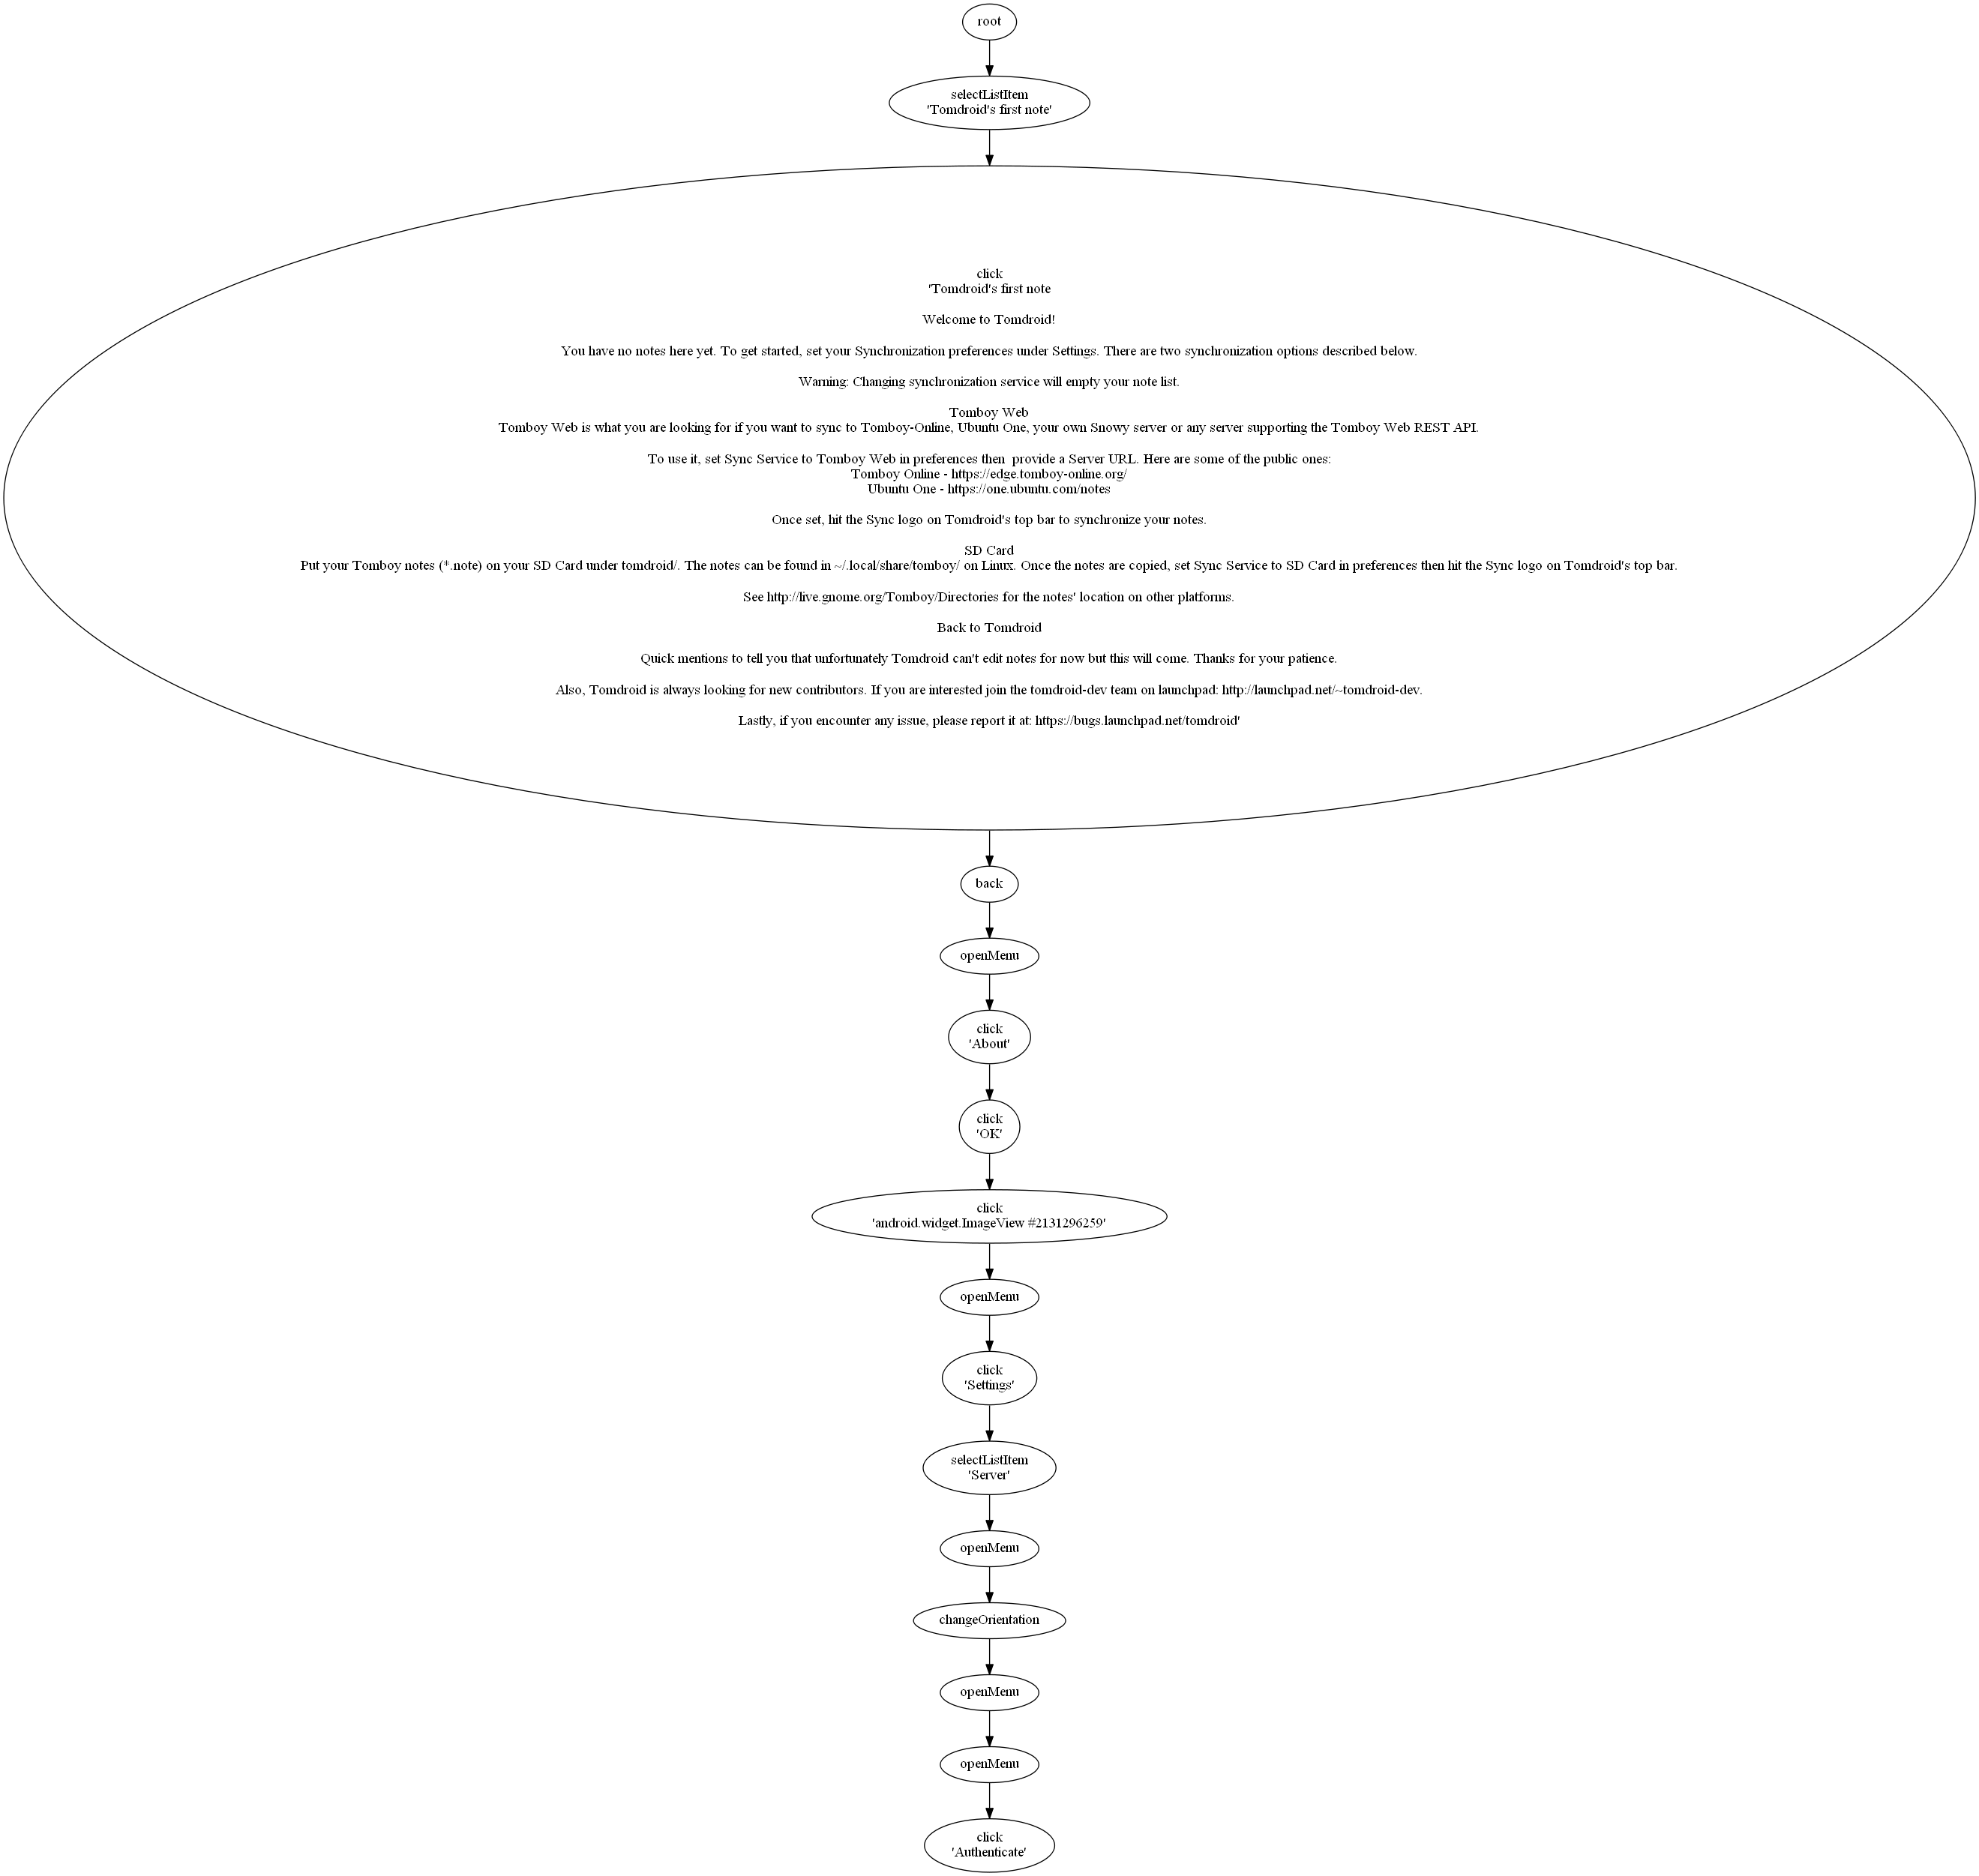 root
selectListItem
'Tomdroid's first note'
click
'Tomdroid's first note
Welcome to Tomdroid!
You have no notes here yet. To get started, set your Synchronization preferences under Settings. There are two synchronization options described below.
Warning: Changing synchronization service will empty your note list.
Tomboy Web
Tomboy Web is what you are looking for if you want to sync to Tomboy-Online, Ubuntu One, your own Snowy server or any server supporting the Tomboy Web REST API.
To use it, set Sync Service to Tomboy Web in preferences then  provide a Server URL. Here are some of the public ones:
Tomboy Online - https://edge.tomboy-online.org/
Ubuntu One - https://one.ubuntu.com/notes
Once set, hit the Sync logo on Tomdroid's top bar to synchronize your notes.
SD Card
Put your Tomboy notes (*.note) on your SD Card under tomdroid/. The notes can be found in ~/.local/share/tomboy/ on Linux. Once the notes are copied, set Sync Service to SD Card in preferences then hit the Sync logo on Tomdroid's top bar.
See http://live.gnome.org/Tomboy/Directories for the notes' location on other platforms.
Back to Tomdroid
Quick mentions to tell you that unfortunately Tomdroid can't edit notes for now but this will come. Thanks for your patience.
Also, Tomdroid is always looking for new contributors. If you are interested join the tomdroid-dev team on launchpad: http://launchpad.net/~tomdroid-dev.
Lastly, if you encounter any issue, please report it at: https://bugs.launchpad.net/tomdroid'
back
openMenu
click
'About'
click
'OK'
click
'android.widget.ImageView #2131296259'
openMenu
click
'Settings'
selectListItem
'Server'
openMenu
changeOrientation
openMenu
openMenu
click
'Authenticate'